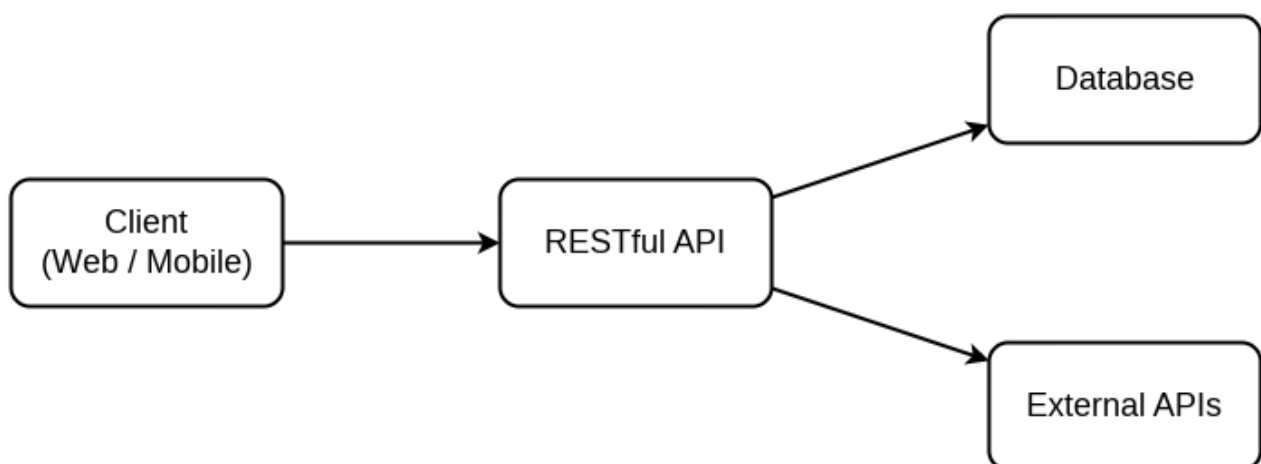 Client
(Web / Mobile)
RESTful API
Database
External APIs